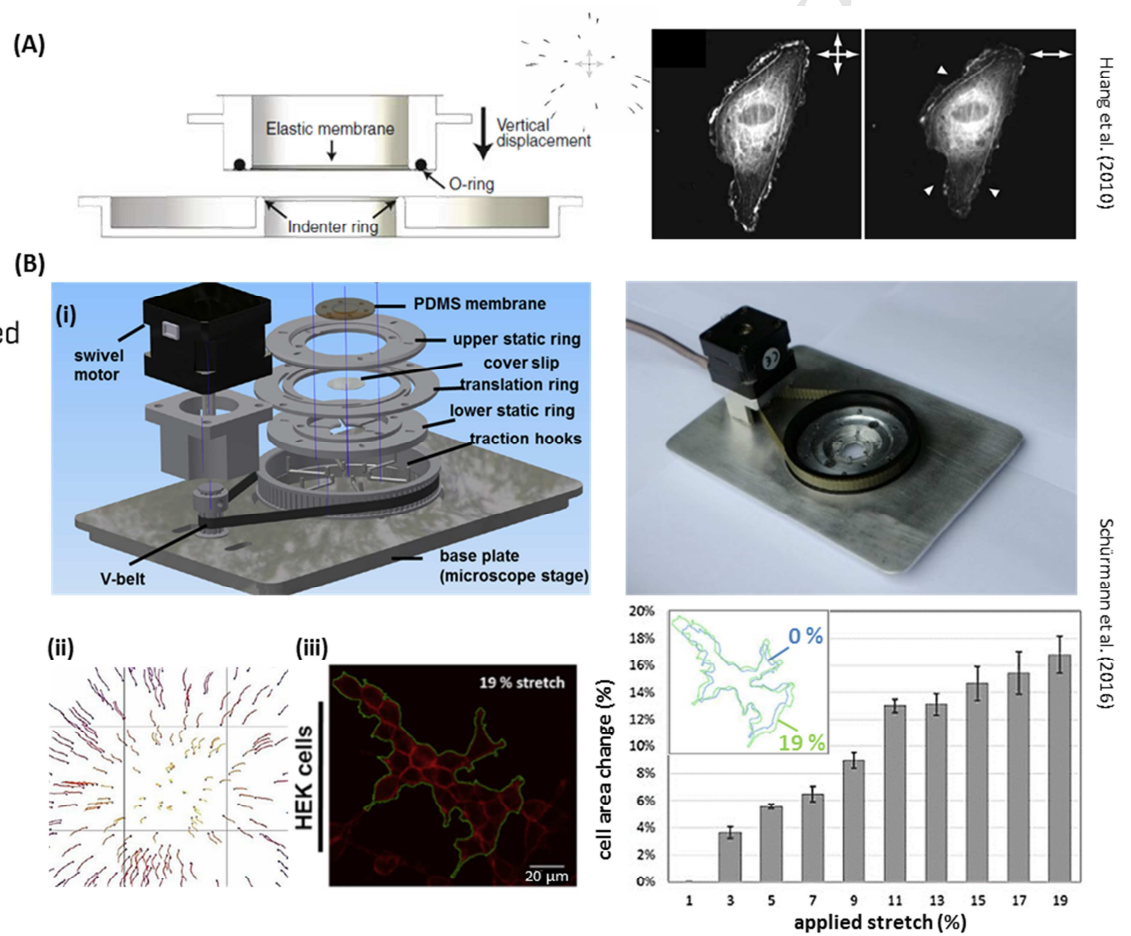 (A)
Elastic membrane
Vertical
displacement
O-ring
Indenter ring
Huang et al. (2010)
(B)
ed
(i)
swivel
motor
PDMS membrane
upper static ring
cover slip
translation ring
lower static ring
traction hooks
V-belt
base plate
(microscope stage)
(ii)
(iii)
HEK cells
19 % stretch
20 µm
Schürmann et al. (2016)
cell area change (%)
20%
18%
16%
14%
12%
10%
8%
6%
4%
2%
0%
0 %
19 %
1 3 5 7 9 11 13 15 17 19
applied stretch (%)